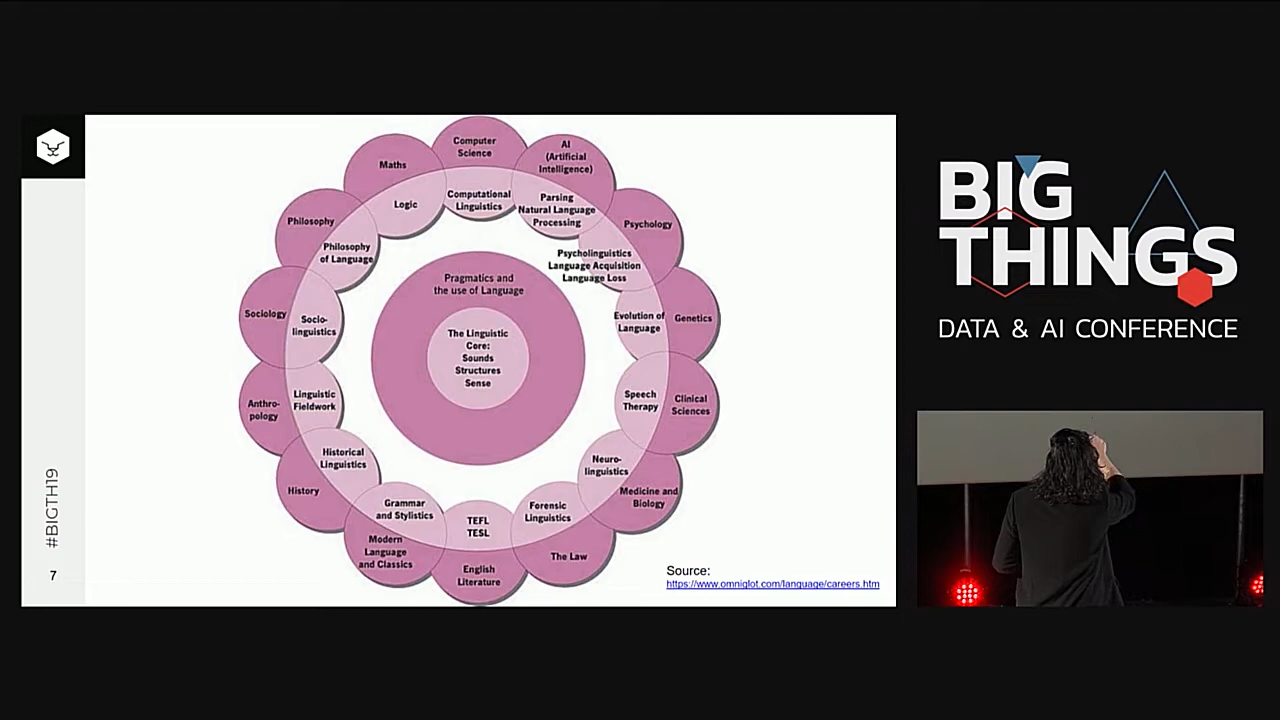 Computer
Science
AI
(Artificial
Intelligence)
Maths
Computational
Linguistics
Parsing
Natural Language
Processing
Logic
Psychology
Philosophy
Philosophy
of Language
Psycholinguistics
Language Acquisition
Language Loss
Pragmatics and
the use of Language
Sociology
Socio-
linguistics
Evolution of
Language
Genetics
The Linguistic
Core:
Sounds
Structures
Sense
Anthro-
pology
Linguistic
Fieldwork
Speech
Therapy
Clinical
Sciences
Historical
Linguistics
Neuro-
linguistics
History
Medicine and
Biology
Grammar
and Stylistics
TEFL
TESL
Forensic
Linguistics
Modern
Language
and Classics
English
Literature
The Law
Source:
https://www.omniglot.com/language/careers.htm
#BIGTH19
7
BIG
THINGS
DATA & AI CONFERENCE